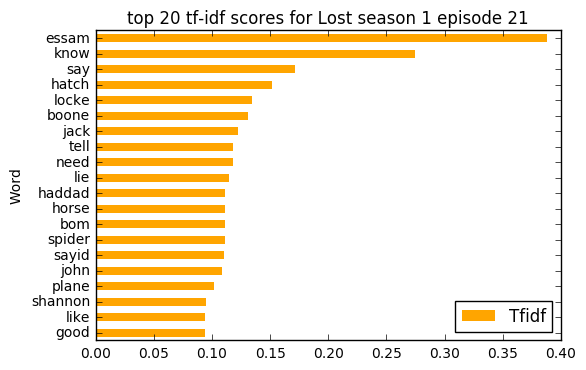 top 20 tf-idf scores for Lost season 1 episode 21
Word
essam
know
say
hatch
locke
boone
jack
tell
need
lie
haddad
horse
bom
spider
sayid
john
plane
shannon
like
good
Tfidf
0.00 0.05 0.10 0.15 0.20 0.25 0.30 0.35 0.40